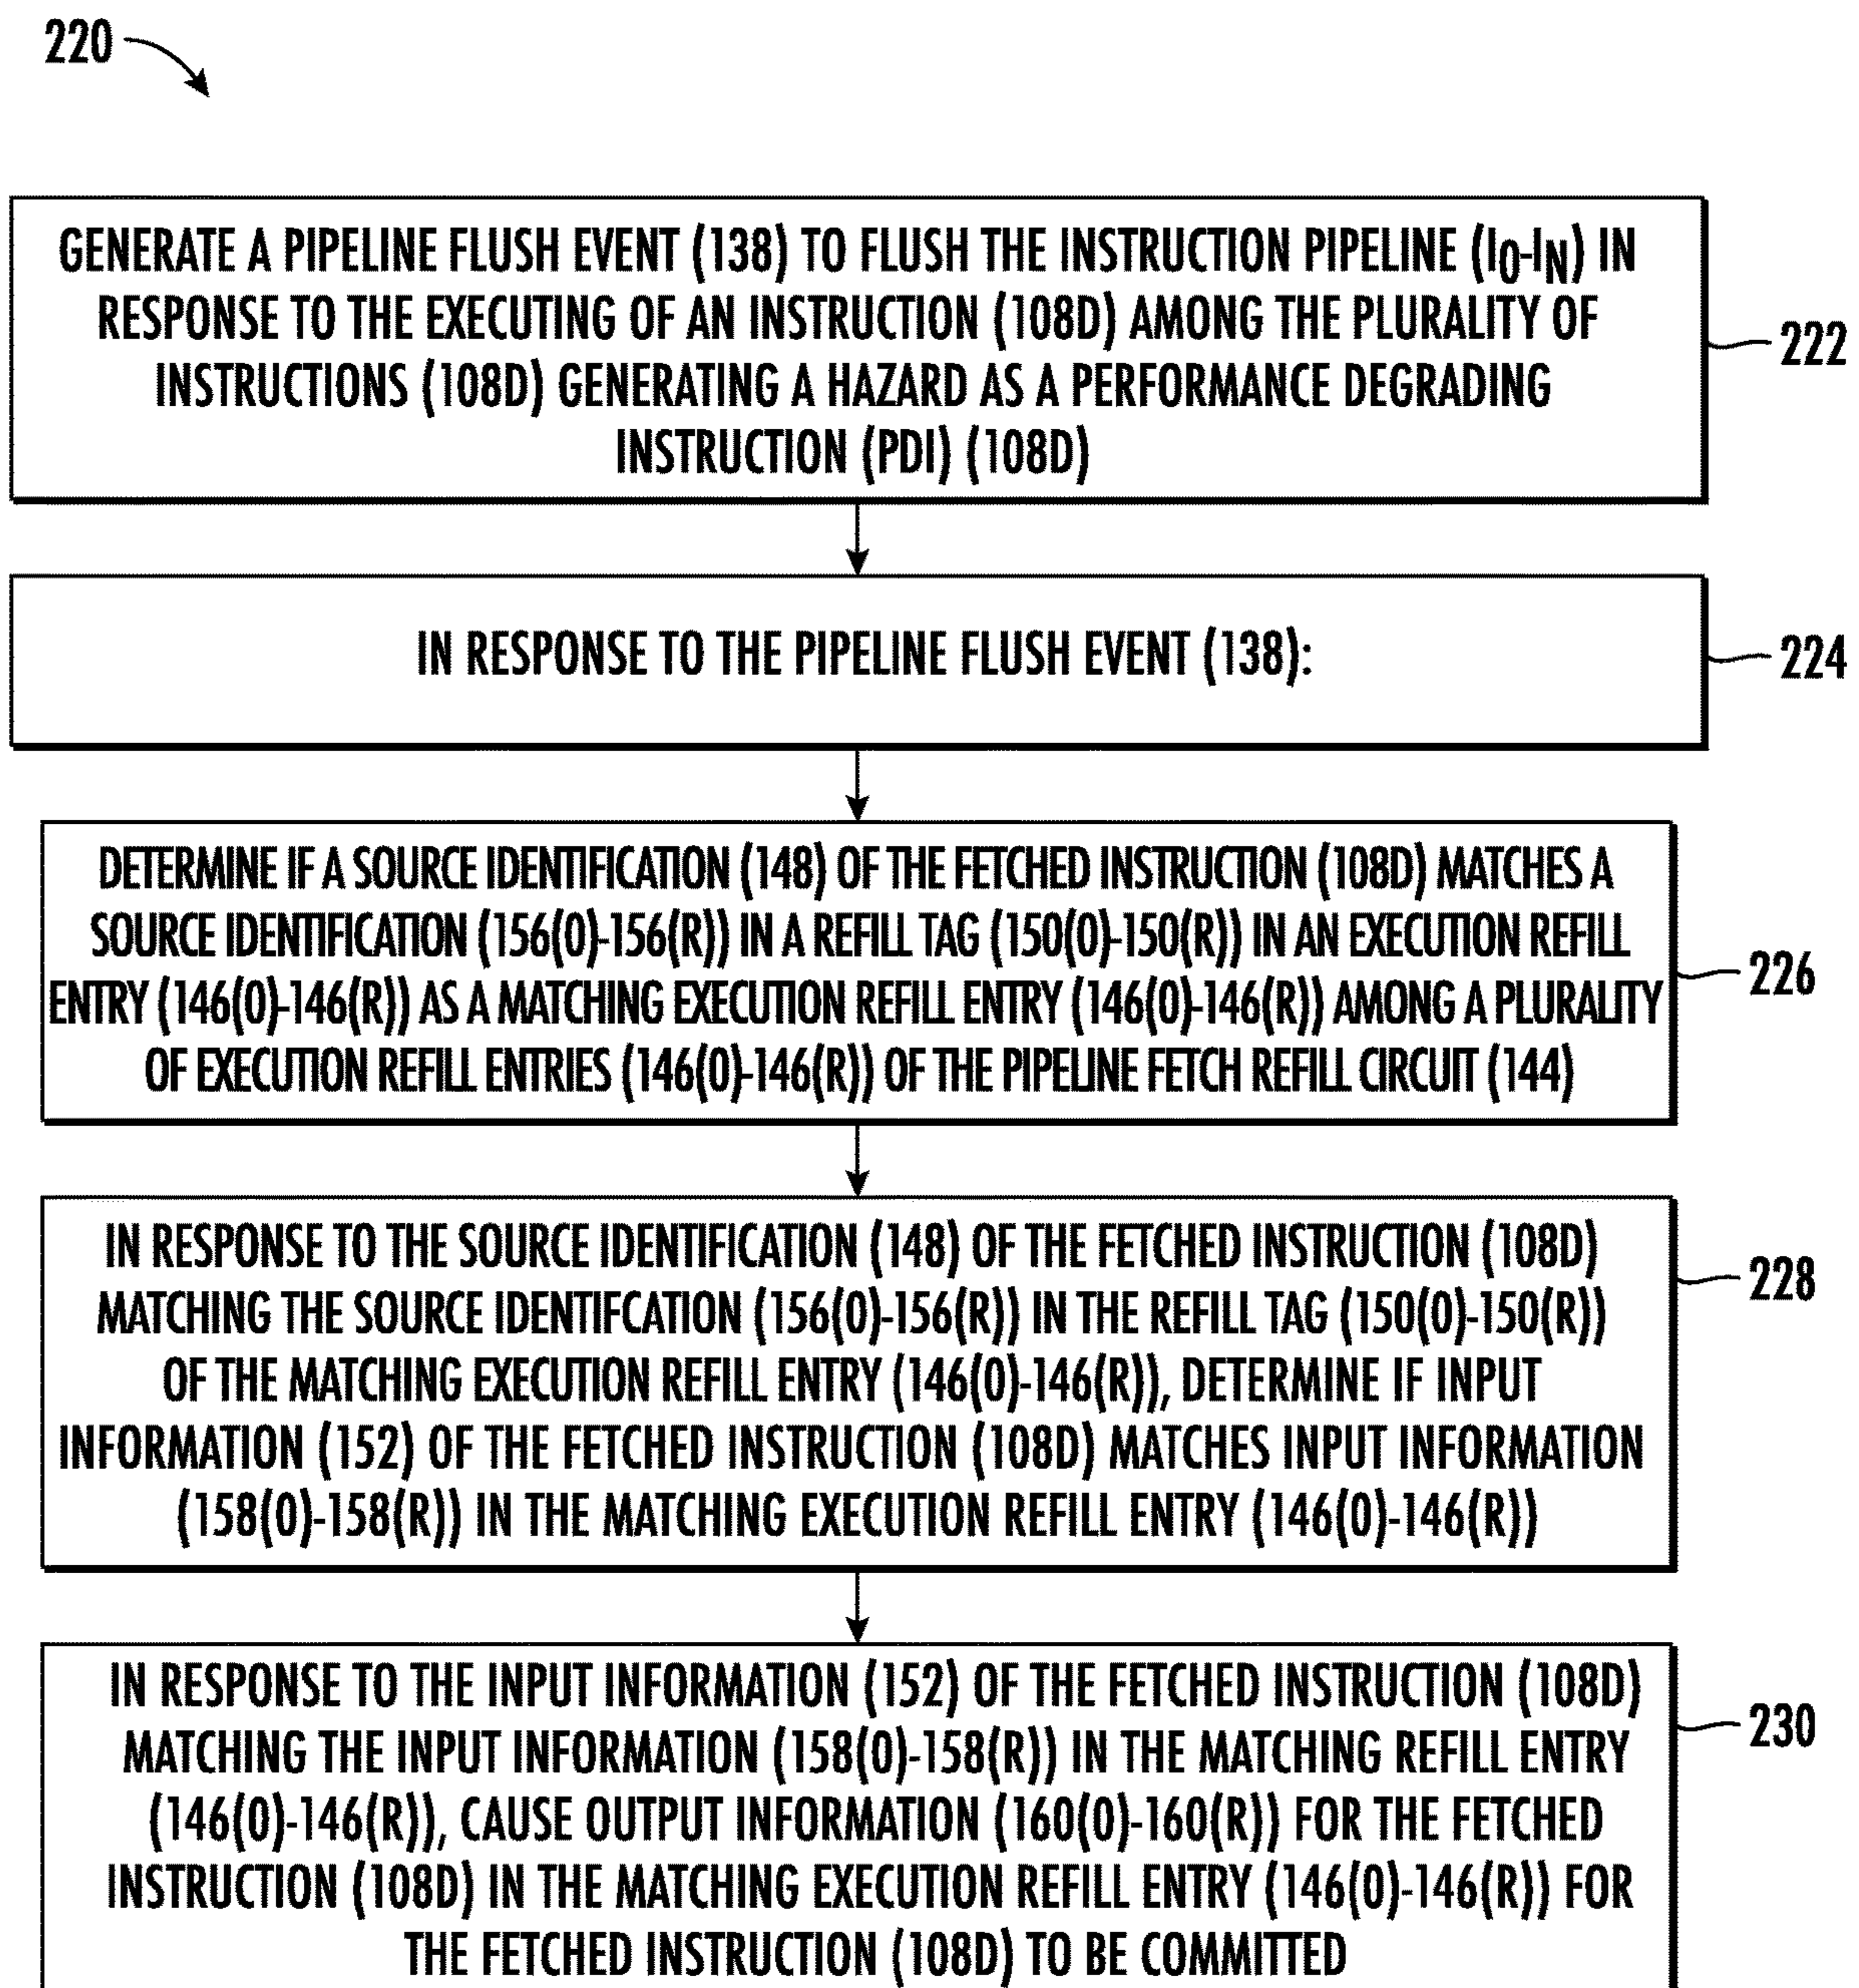 220
GENERATE A PIPELINE FLUSH EVENT (138) TO FLUSH THE INSTRUCTION PIPELINE (I0-IN) IN
RESPONSE TO THE EXECUTING OF AN INSTRUCTION (108D) AMONG THE PLURALITY OF
INSTRUCTIONS (108D) GENERATING A HAZARD AS A PERFORMANCE DEGRADING
INSTRUCTION (PDI) (108D)
222
IN RESPONSE TO THE PIPELINE FLUSH EVENT (138):
224
DETERMINE IF A SOURCE IDENTIFICATION (148) OF THE FETCHED INSTRUCTION (108D) MATCHES A
SOURCE IDENTIFICATION (156(0)-156(R)) IN A REFILL TAG (150(0)-150(R)) IN AN EXECUTION REFILL
ENTRY (146(0)-146(R)) AS A MATCHING EXECUTION REFILL ENTRY (146(0)-146(R)) AMONG A PLURALITY
OF EXECUTION REFILL ENTRIES (146(0)-146(R)) OF THE PIPELINE FETCH REFILL CIRCUIT (144)
226
IN RESPONSE TO THE SOURCE IDENTIFICATION (148) OF THE FETCHED INSTRUCTION (108D)
MATCHING THE SOURCE IDENTIFCATION (156(0)-156(R)) IN THE REFILL TAG (150(0)-150(R))
OF THE MATCHING EXECUTION REFILL ENTRY (146(0)-146(R)), DETERMINE IF INPUT
INFORMATION (152) OF THE FETCHED INSTRUCTION (108D) MATCHES INPUT INFORMATION
(158(0)-158(R)) IN THE MATCHING EXECUTION REFILL ENTRY (146(0)-146(R))
228
IN RESPONSE TO THE INPUT INFORMATION (152) OF THE FETCHED INSTRUCTION (108D)
MATCHING THE INPUT INFORMATION (158(0)-158(R)) IN THE MATCHING REFILL ENTRY
(146(0)-146(R)), CAUSE OUTPUT INFORMATION (160(0)-160(R)) FOR THE FETCHED
INSTRUCTION (108D) IN THE MATCHING EXECUTION REFILL ENTRY (146(0)-146(R)) FOR
THE FETCHED INSTRUCTION (108D) TO BE COMMITTED
230